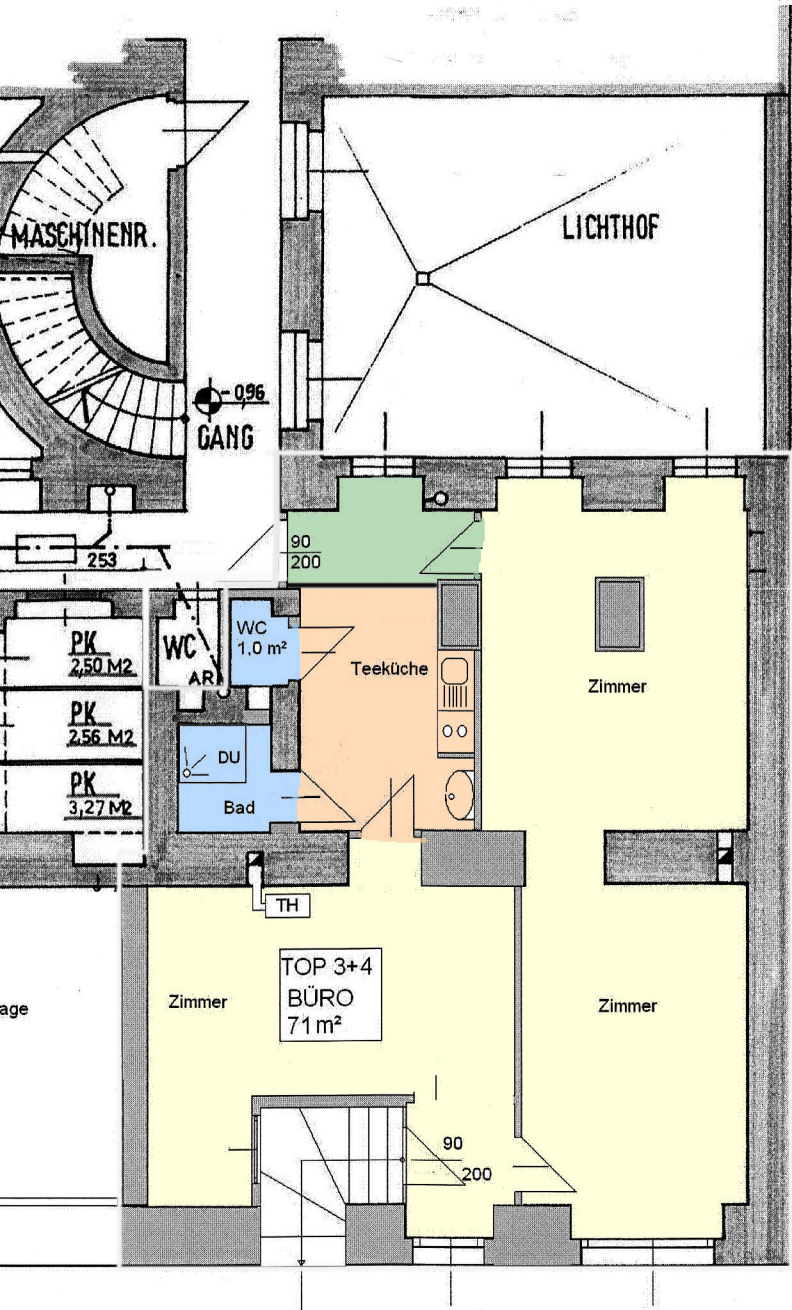 MASCHINENR.
LICHTHOF
- 0,96
GANG
90
200
253
PK
2,50 M2
WC
AR
WC
1,0 m²
Teeküche
Zimmer
PK
2,56 M2
PK
3,27 M2
DU
Bad
TH
TOP 3+4
BÜRO
71 m²
Zimmer
Zimmer
age
90
200